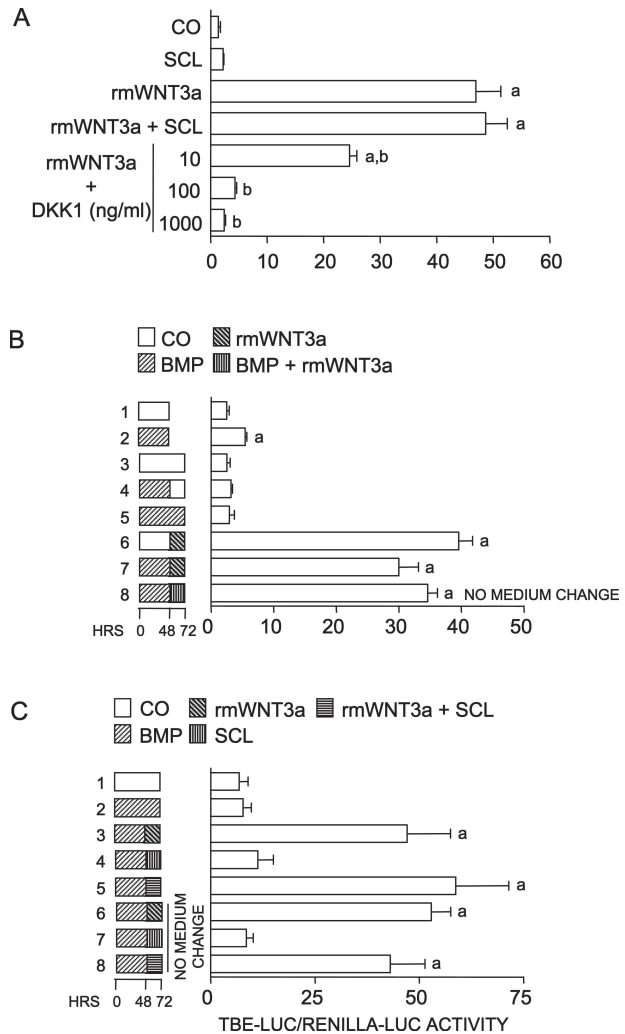 A
CO
SCL
rmWNT3a a
rmWNT3a + SCL a
rmWNT3a + DKK1 (ng/ml)
10 a,b
100 b
1000 b
0 10 20 30 40 50 60
B
CO rmWNT3a
BMP BMP + rmWNT3a
1
2 a
3
4
5
6 a
7 a
8 a NO MEDIUM CHANGE
HRS 0 48 72 0 10 20 30 40 50
C
CO rmWNT3a rmWNT3a + SCL
BMP SCL
1
2
3 a
4
5 a
6 a
7
8 a
NO MEDIUM
CHANGE
HRS 0 48 72 0 25 50 75
TBE-LUC/RENILLA-LUC ACTIVITY